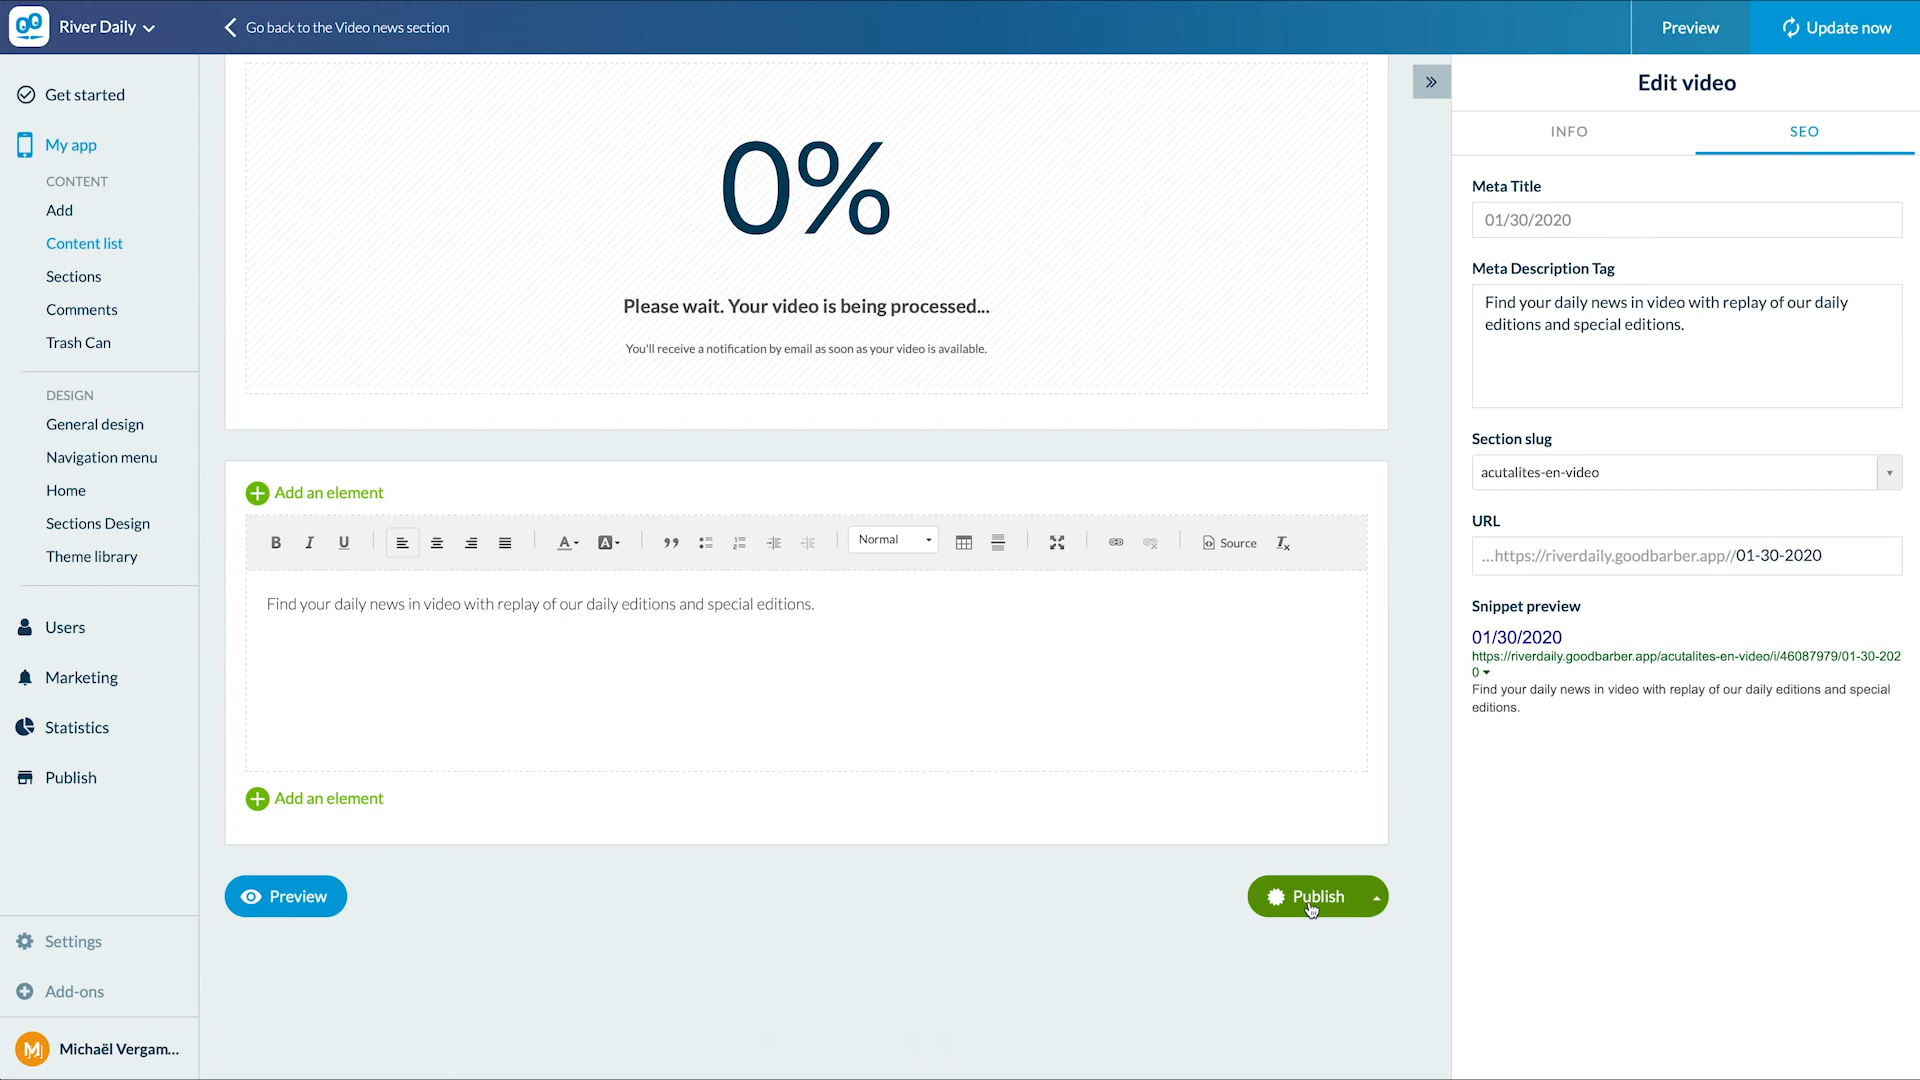 River Daily
Go back to the Video news section
Preview
Update now
Get started
My app
CONTENT
Add
Content list
Sections
Comments
Trash Can
DESIGN
General design
Navigation menu
Home
Sections Design
Theme library
Users
Marketing
Statistics
Publish
Settings
Add-ons
M
Michaël Vergam...
0%
Please wait. Your video is being processed...
You'll receive a notification by email as soon as your video is available.
Add an element
B I U A A Normal Source
Find your daily news in video with replay of our daily editions and special editions.
Add an element
Preview
Publish
Edit video
INFO
SEO
Meta Title
01/30/2020
Meta Description Tag
Find your daily news in video with replay of our daily
editions and special editions.
Section slug
acutalites-en-video
URL
...https://riverdaily.goodbarber.app//01-30-2020
Snippet preview
01/30/2020
https://riverdaily.goodbarber.app/acutalites-en-video/i/46087979/01-30-202
0
Find your daily news in video with replay of our daily editions and special
editions.